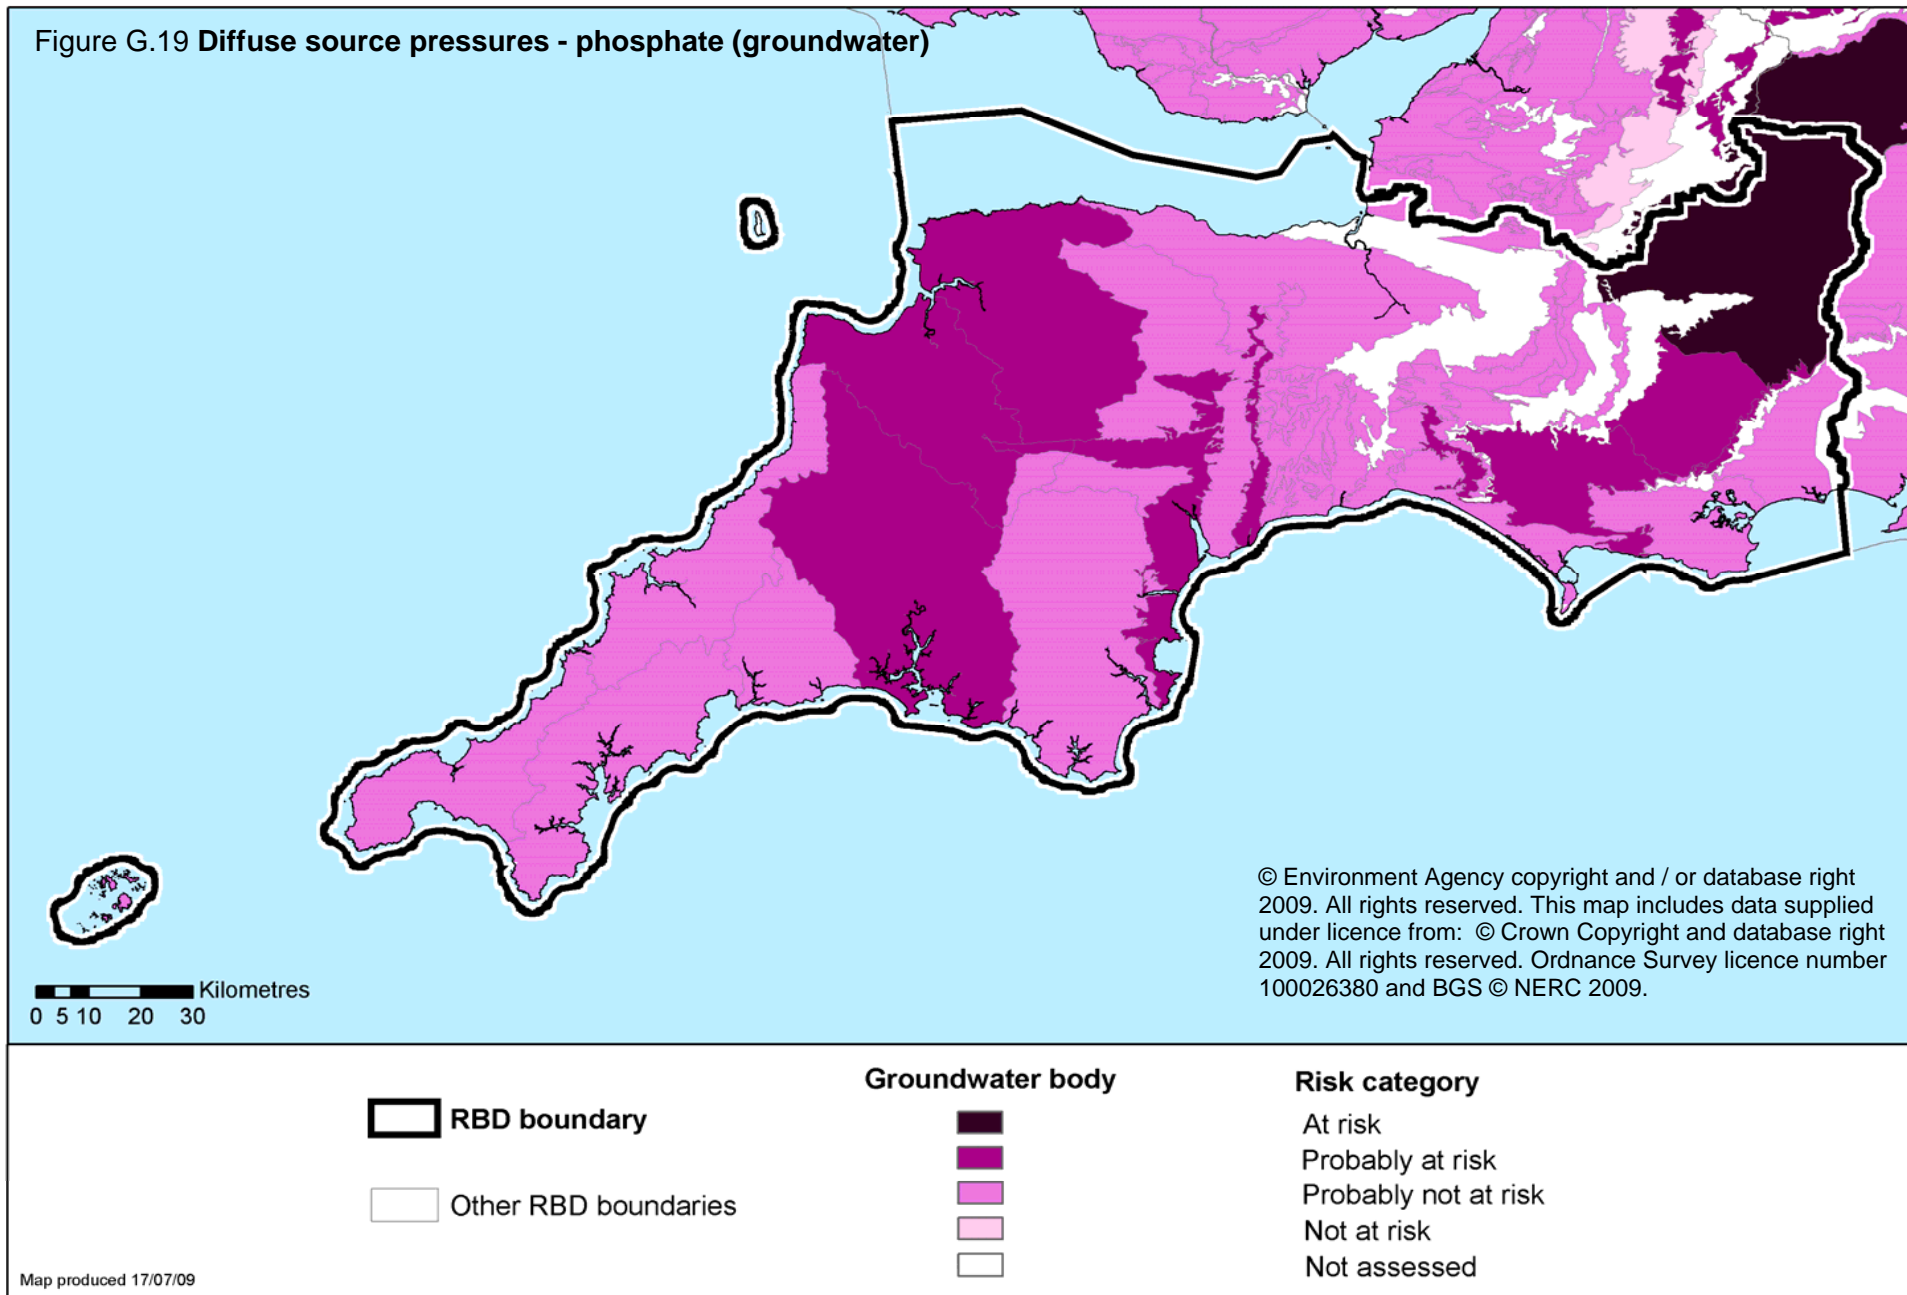 Figure G.19 Diffuse source pressures - phosphate (groundwater)
© Environment Agency copyright and / or database right
2009. All rights reserved. This map includes data supplied
under licence from: © Crown Copyright and database right
2009. All rights reserved. Ordnance Survey licence number
100026380 and BGS © NERC 2009.
Kilometres
0 5 10 20 30
Groundwater body
Risk category
RBD boundary
Other RBD boundaries
At risk
Probably at risk
Probably not at risk
Not at risk
Not assessed
Map produced 17/07/09